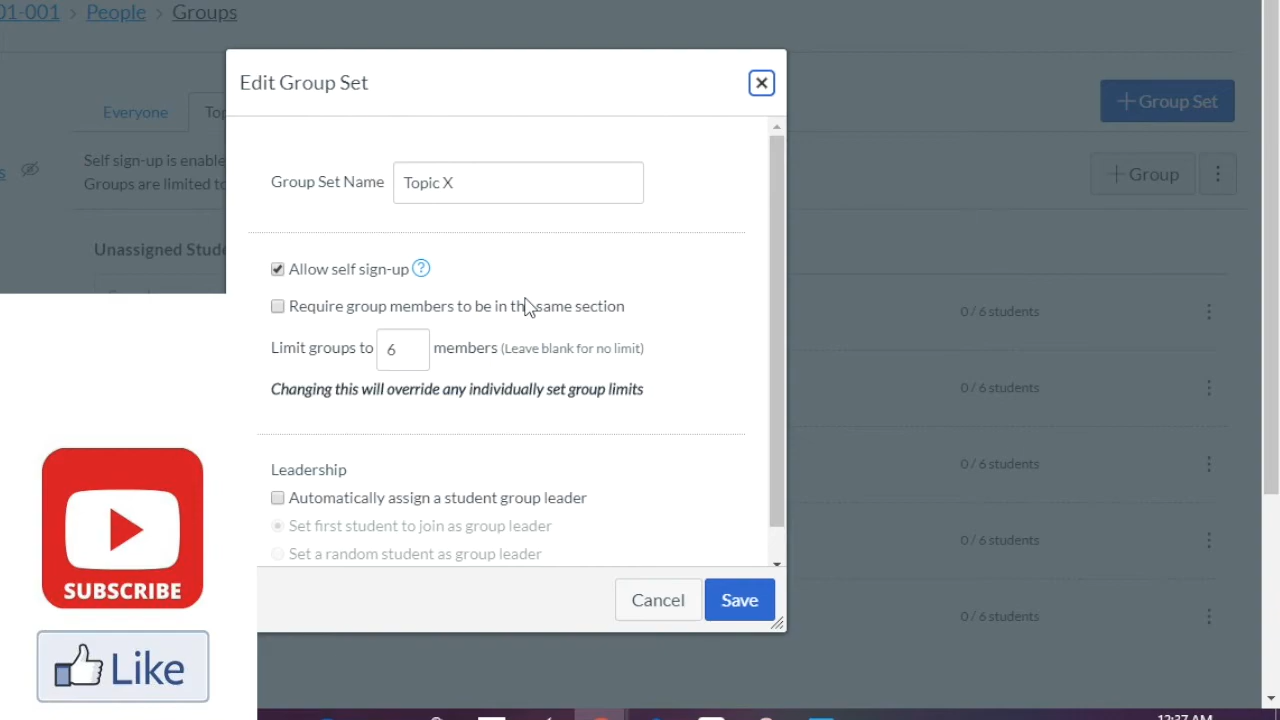 01-001 > People > Groups
Edit Group Set
+ Group Set
Everyone
Top
Self sign-up is enable
Groups are limited to
+ Group
s
Group Set Name Topic X
Unassigned Stude
Allow self sign-up ?
Require group members to be in the same section
0 / 6 students
Limit groups to 6 members (Leave blank for no limit)
Changing this will override any individually set group limits
0 / 6 students
Leadership
0 / 6 students
Automatically assign a student group leader
Set first student to join as group leader
0 / 6 students
Set a random student as group leader
Cancel
Save
0 / 6 students
SUBSCRIBE
Like
12:37 AM